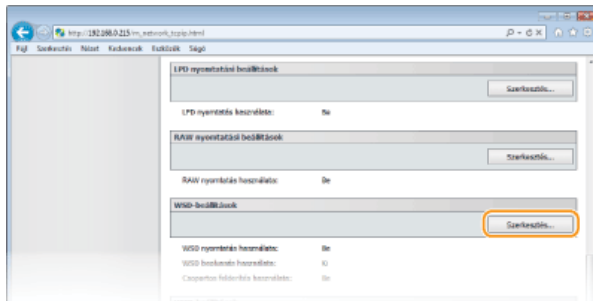 http://192.168.0.215/m_network_tcpip.html
Fájl Szerkesztés Nézet Kedvencek Eszközök Súgó
LPD nyomtatási beállítások
Szerkesztés...
LPD nyomtatás használata: Be
RAW nyomtatási beállítások
Szerkesztés...
RAW nyomtatás használata: Be
WSD-beállítások
Szerkesztés...
WSD nyomtatás használata: Be
WSD böngészés használata: Ki
Csoportos felderítés használata: Be